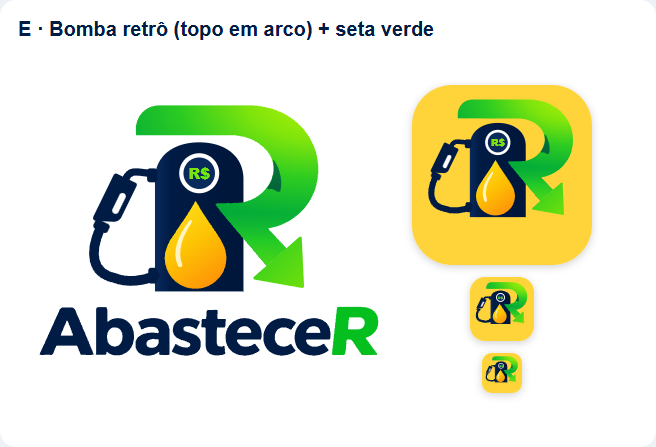 E · Bomba retrô (topo em arco) + seta verde
R$
R$
AbasteceR